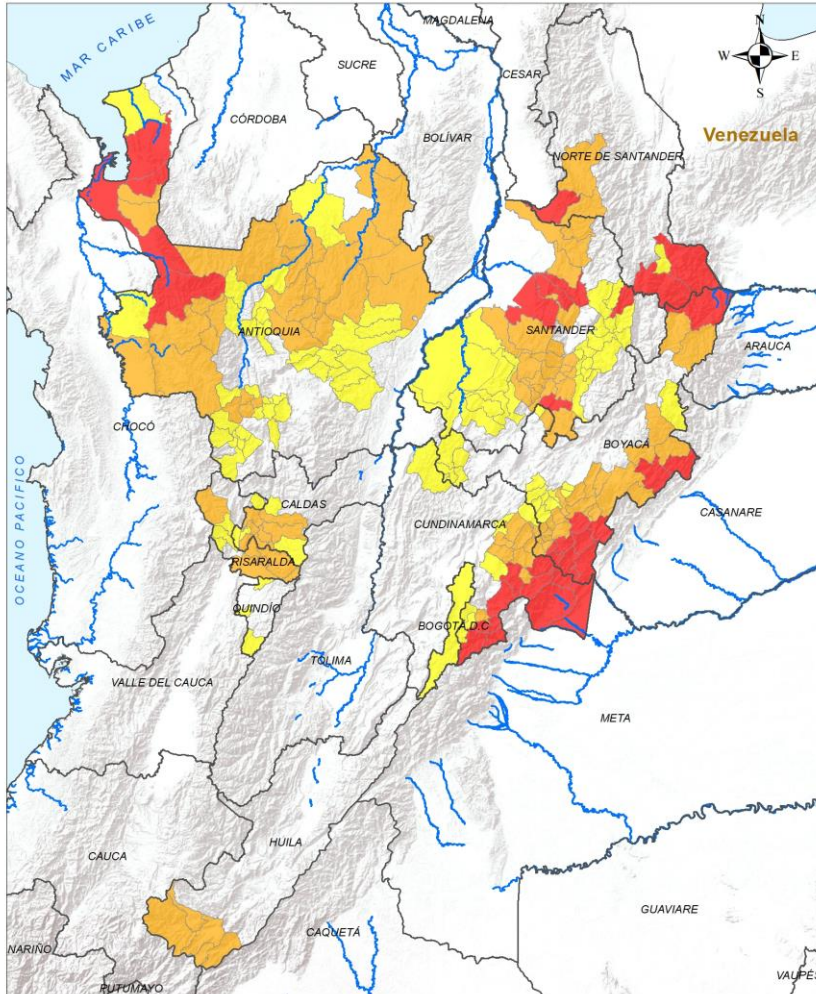 MAGDALENA
N
W E
S
MAR CARIBE
SUCRE
CESAR
CÓRDOBA
BOLÍVAR
Venezuela
NORTE DE SANTANDER
ANTIOQUIA
SANTANDER
ARAUCA
CHOCÓ
BOYACÁ
OCEANO PACIFICO
CALDAS
CASANARE
CUNDINAMARCA
RISARALDA
QUINDÍO
BOGOTÁ D.C
TOLIMA
VALLE DEL CAUCA
META
HUILA
CAUCA
GUAVIARE
CAQUETÁ
NARIÑO
PUTUMAYO
VAUPÉS